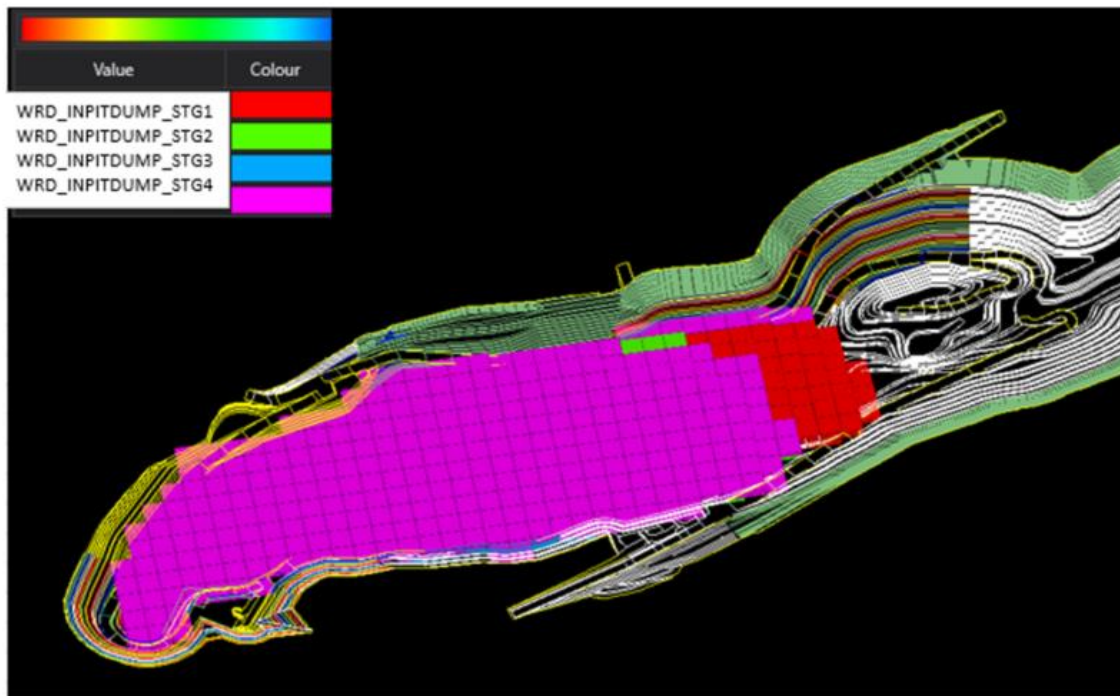 Value Colour
WRD_INPITDUMP_STG1
WRD_INPITDUMP_STG2
WRD_INPITDUMP_STG3
WRD_INPITDUMP_STG4